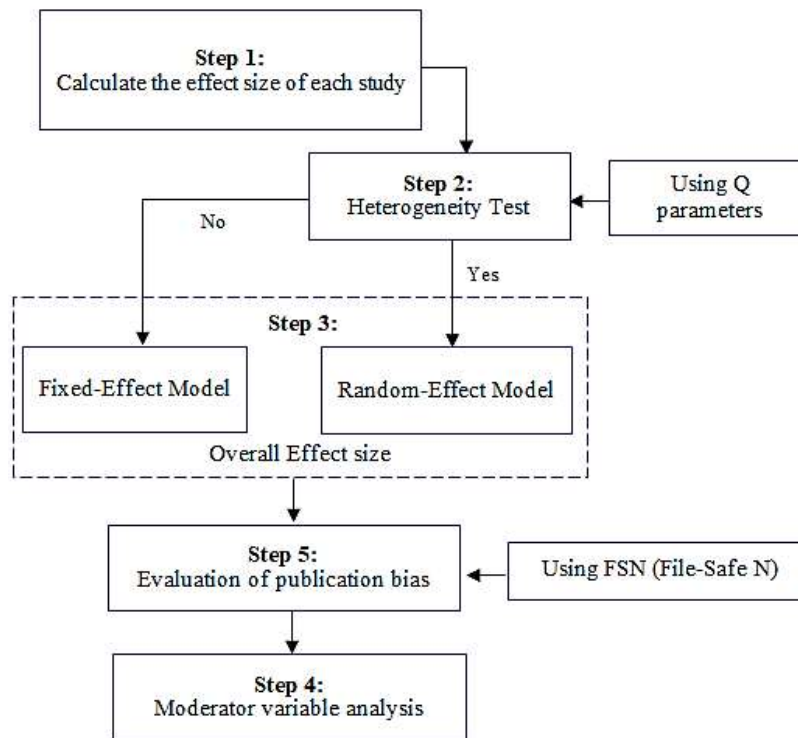 Step 1:
Calculate the effect size of each study
Step 2:
Heterogeneity Test
Using Q
parameters
No
Yes
Step 3:
Fixed-Effect Model
Random-Effect Model
Overall Effect size
Step 5:
Evaluation of publication bias
Using FSN (File-Safe N)
Step 4:
Moderator variable analysis